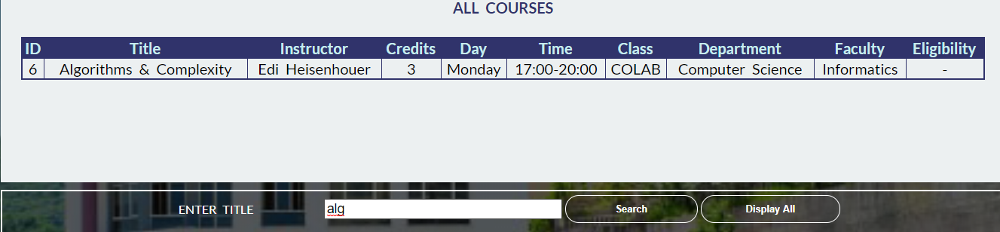 ALL COURSES
ID Title Instructor Credits Day Time Class Department Faculty Eligibility
6 Algorithms & Complexity Edi Heisenhouer 3 Monday 17:00-20:00 COLAB Computer Science Informatics -
ENTER TITLE alg Search Display All